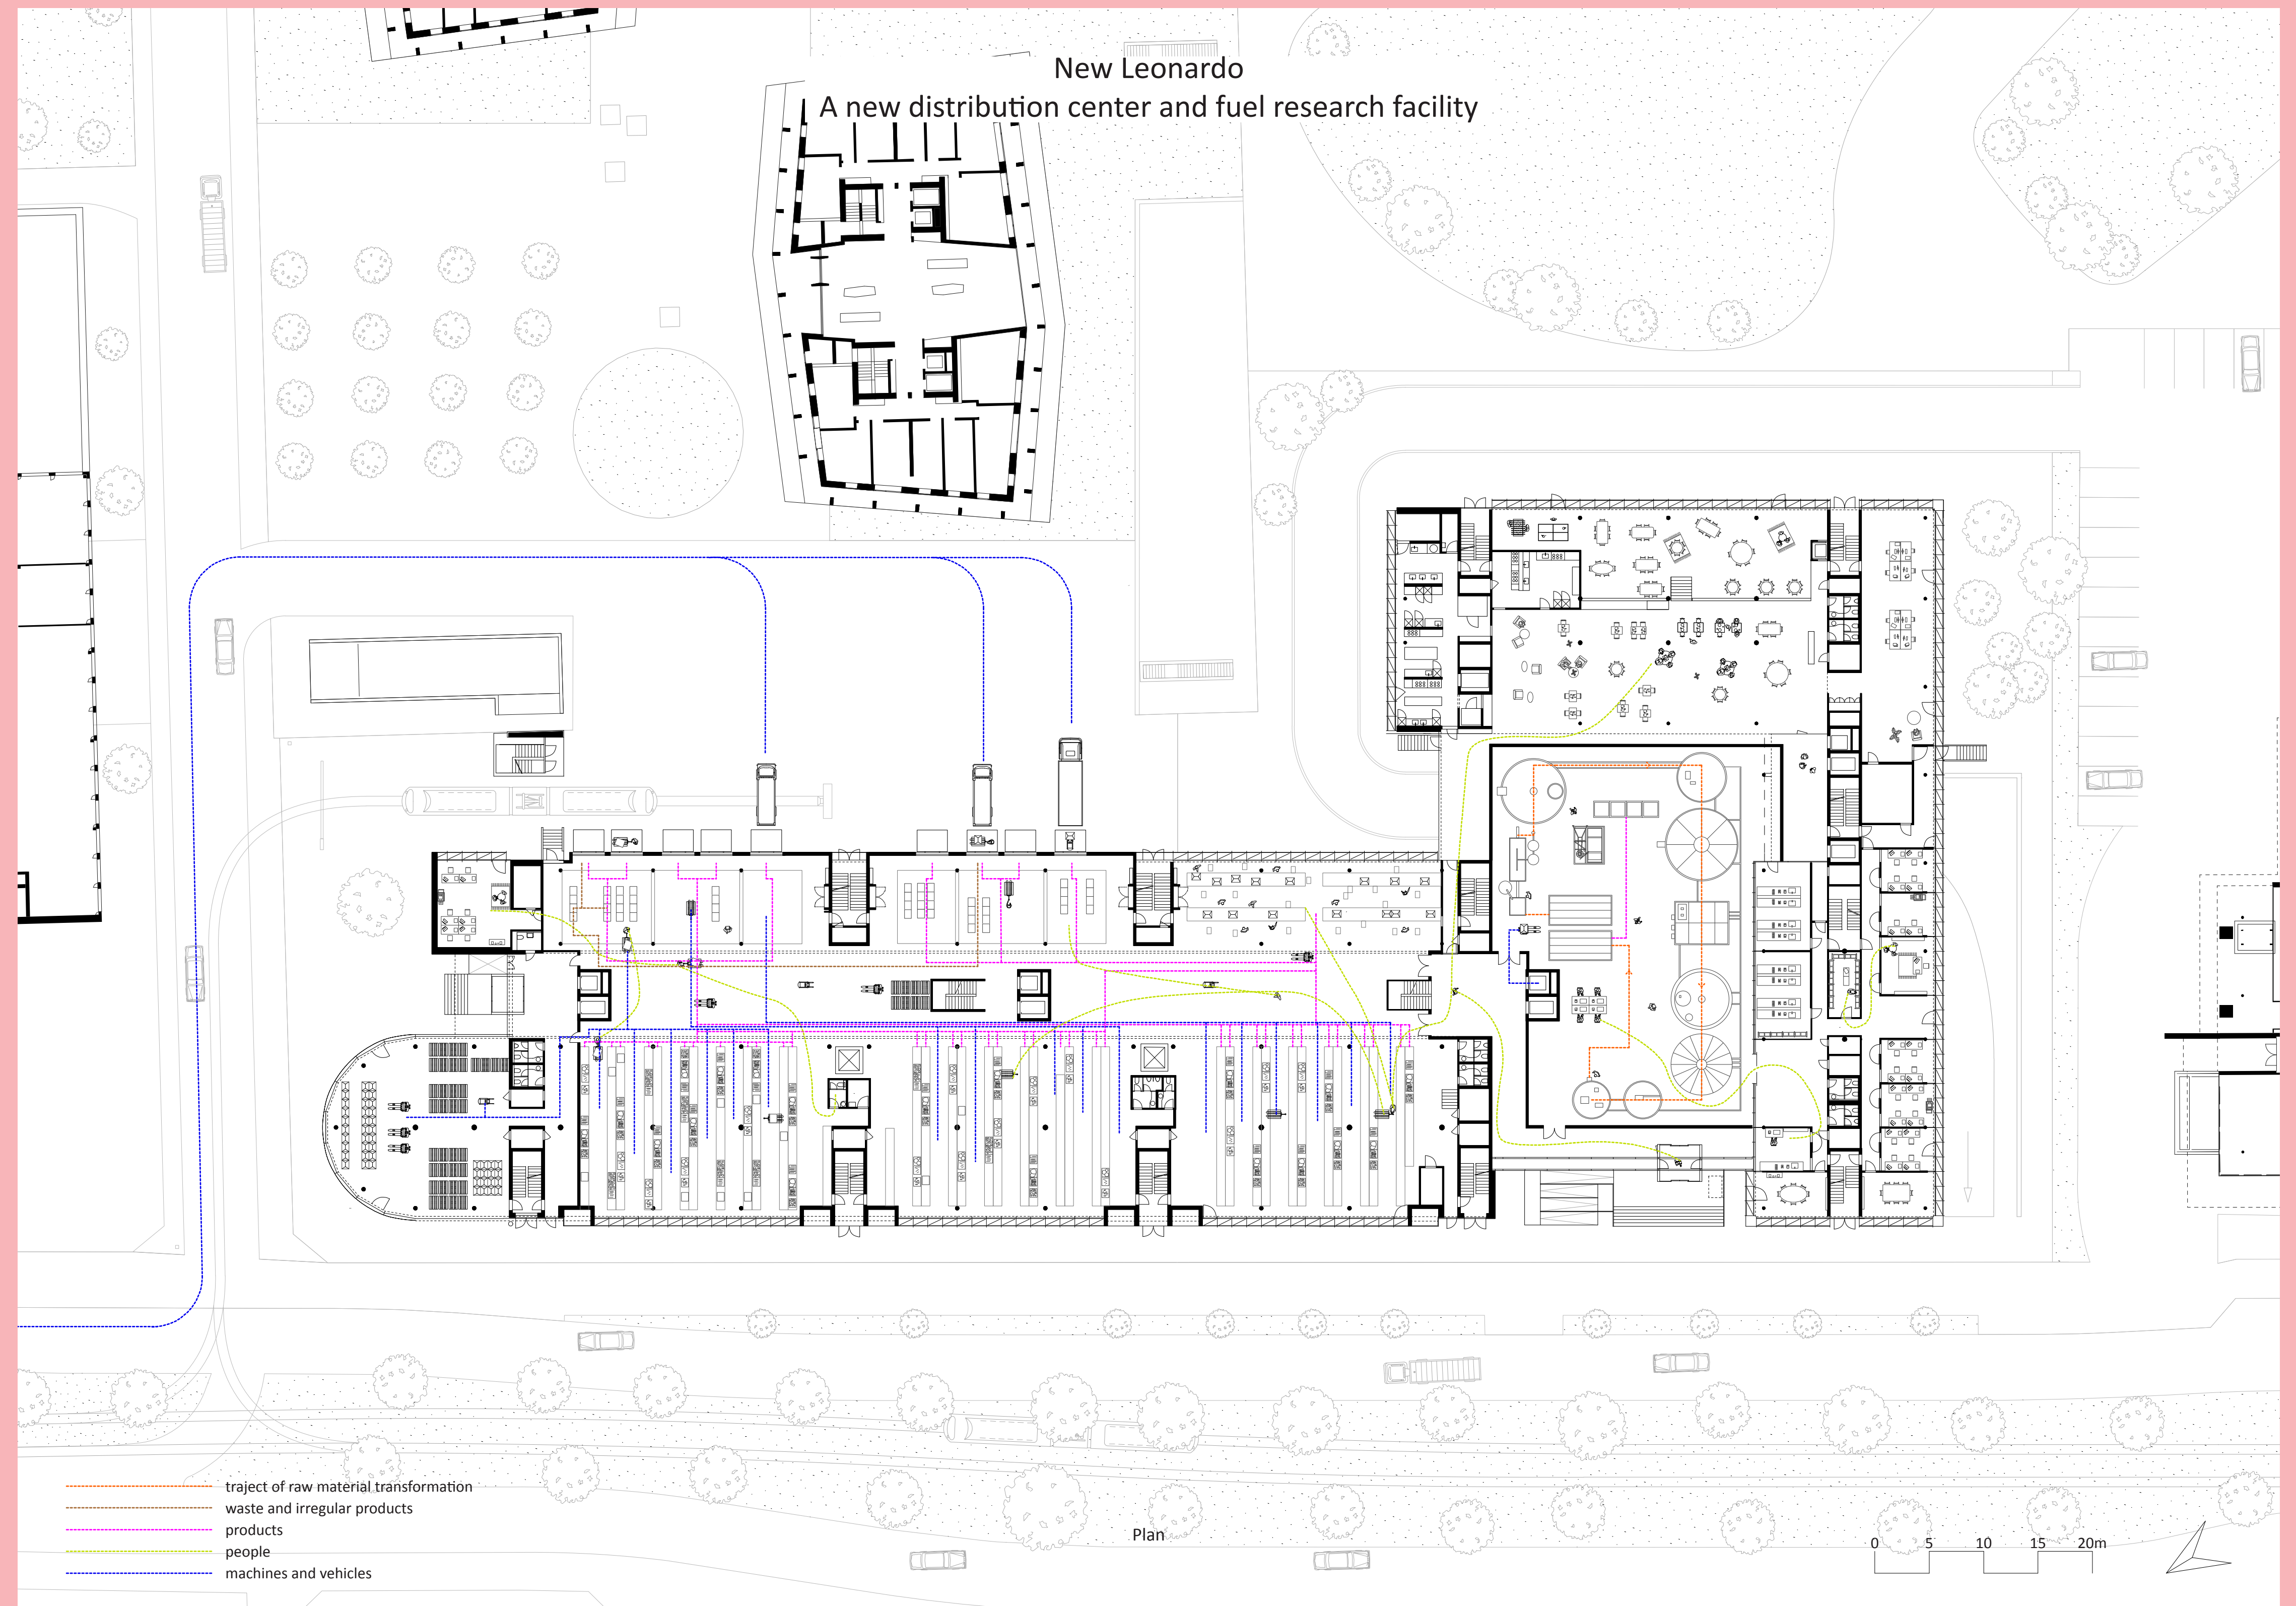 New Leonardo
A new distribution center and fuel research facility
traject of raw material transformation
waste and irregular products
products
people
machines and vehicles
Plan
0 5 10 15 20m